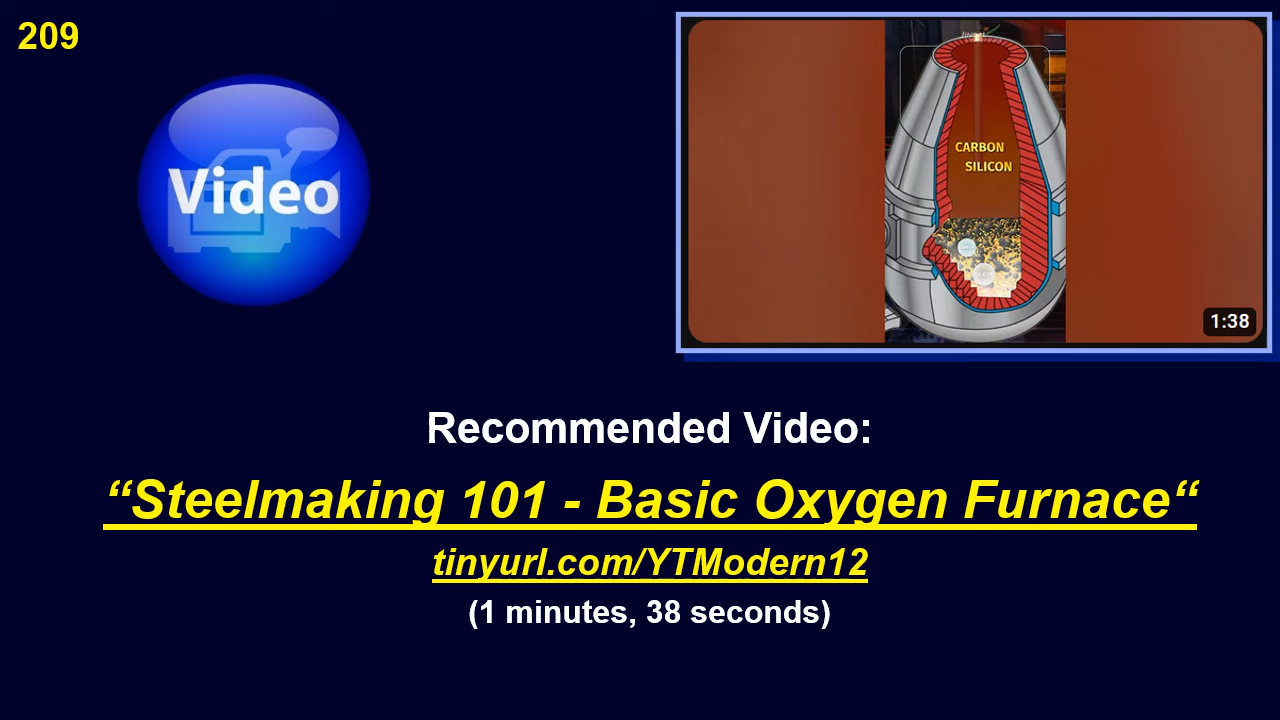 209
Video
CARBON
SILICON
1:38
Recommended Video:
“Steelmaking 101 - Basic Oxygen Furnace“
tinyurl.com/YTModern12
(1 minutes, 38 seconds)